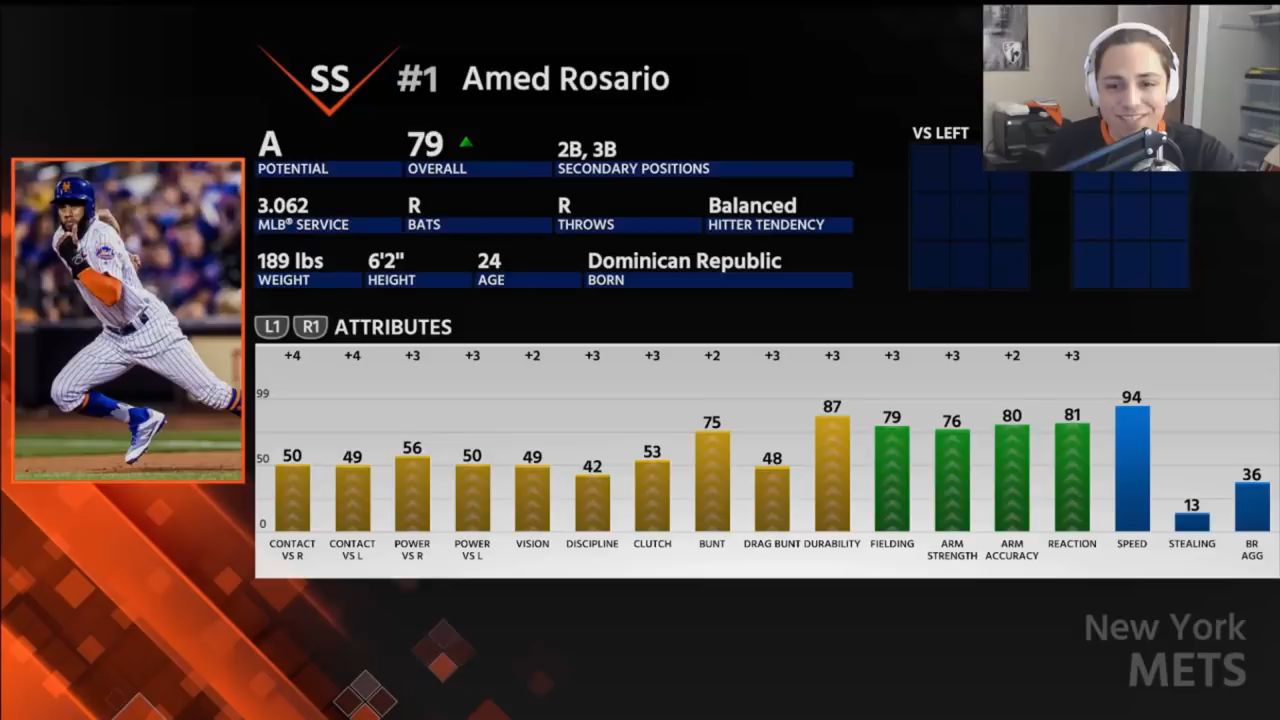 SS #1 Amed Rosario
A 79 2B, 3B
POTENTIAL OVERALL SECONDARY POSITIONS
3.062 R R Balanced
MLB® SERVICE BATS THROWS HITTER TENDENCY
189 lbs 6'2" 24 Dominican Republic
WEIGHT HEIGHT AGE BORN
VS LEFT
L1 R1 ATTRIBUTES
+4 +4 +3 +3 +2 +3 +3 +2 +3 +3 +3 +3 +2 +3
99
50
0
50 49 56 50 49 42 53 75 48 87 79 76 80 81 94 13 36
CONTACT VS R
CONTACT VS L
POWER VS R
POWER VS L
VISION
DISCIPLINE
CLUTCH
BUNT
DRAG BUNT
DURABILITY
FIELDING
ARM STRENGTH
ARM ACCURACY
REACTION
SPEED
STEALING
BR AGG
New York
METS